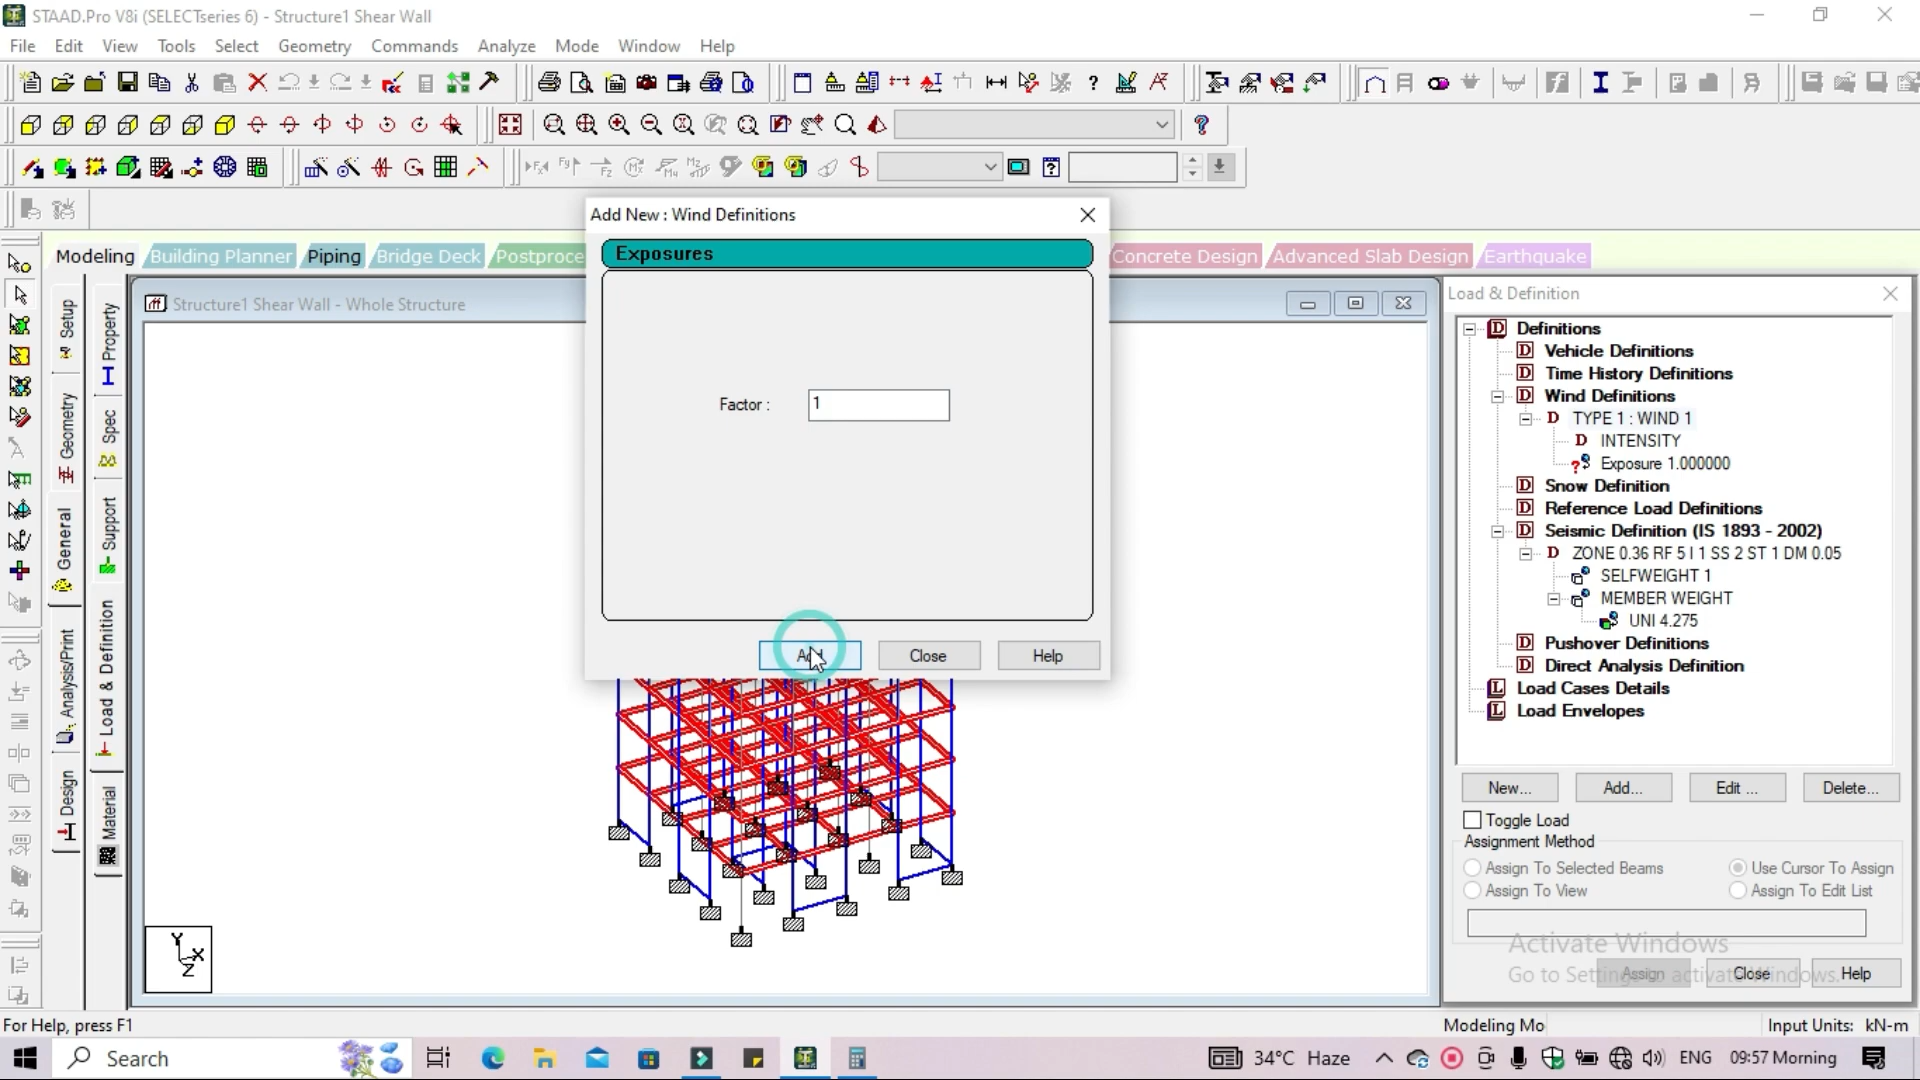 STAAD.Pro V8i (SELECTseries 6) - Structure1 Shear Wall
File Edit View Tools Select Geometry Commands Analyze Mode Window Help
Modeling Building Planner Piping Bridge Deck Postproce Concrete Design Advanced Slab Design Earthquake
Add New : Wind Definitions
Exposures
Factor : 1
Add Close Help
Structure1 Shear Wall - Whole Structure
Setup
Geometry
General
Analysis/Print
Design
Property
Spec
Support
Load & Definition
Material
Load & Definition
Definitions
Vehicle Definitions
Time History Definitions
Wind Definitions
TYPE 1 : WIND 1
INTENSITY
Exposure 1.000000
Snow Definition
Reference Load Definitions
Seismic Definition (IS 1893 - 2002)
ZONE 0.36 RF 5 I 1 SS 2 ST 1 DM 0.05
SELFWEIGHT 1
MEMBER WEIGHT
UNI 4.275
Pushover Definitions
Direct Analysis Definition
Load Cases Details
Load Envelopes
New... Add... Edit ... Delete...
Toggle Load
Assignment Method
Assign To Selected Beams Use Cursor To Assign
Assign To View Assign To Edit List
Activate Windows
Go to Settings to activate Windows.
Assign Close Help
Y
X
Z
For Help, press F1
Modeling Mo Input Units: kN-m
Search
34°C Haze ENG 09:57 Morning